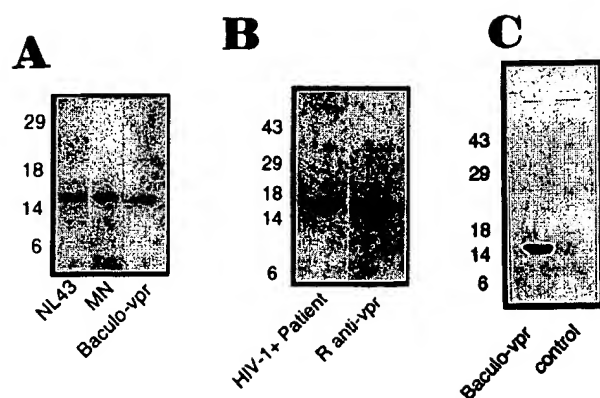 A
29
18
14
6
NL43
MN
Baculo-vpr
B
43
29
18
14
6
HIV-1+ Patient
R anti-vpr
C
43
29
18
14
6
Baculo-vpr
control